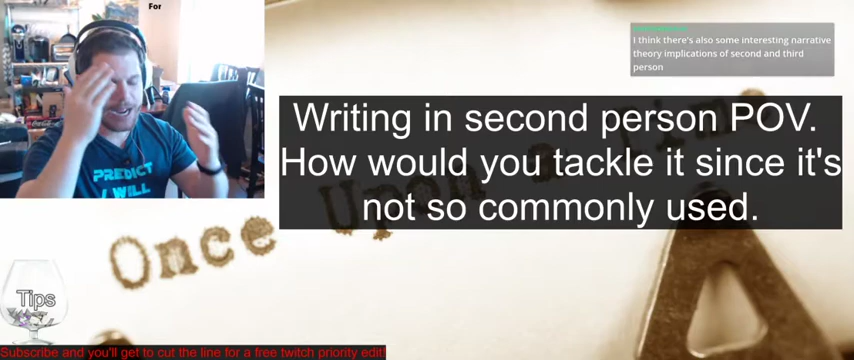 For
I think there's also some interesting narrative
theory implications of second and third
person
Writing in second person POV.
How would you tackle it since it's
not so commonly used.
PREDICT
I WILL
Once Upon a Time
Tips
Subscribe and you'll get to cut the line for a free twitch priority edit!